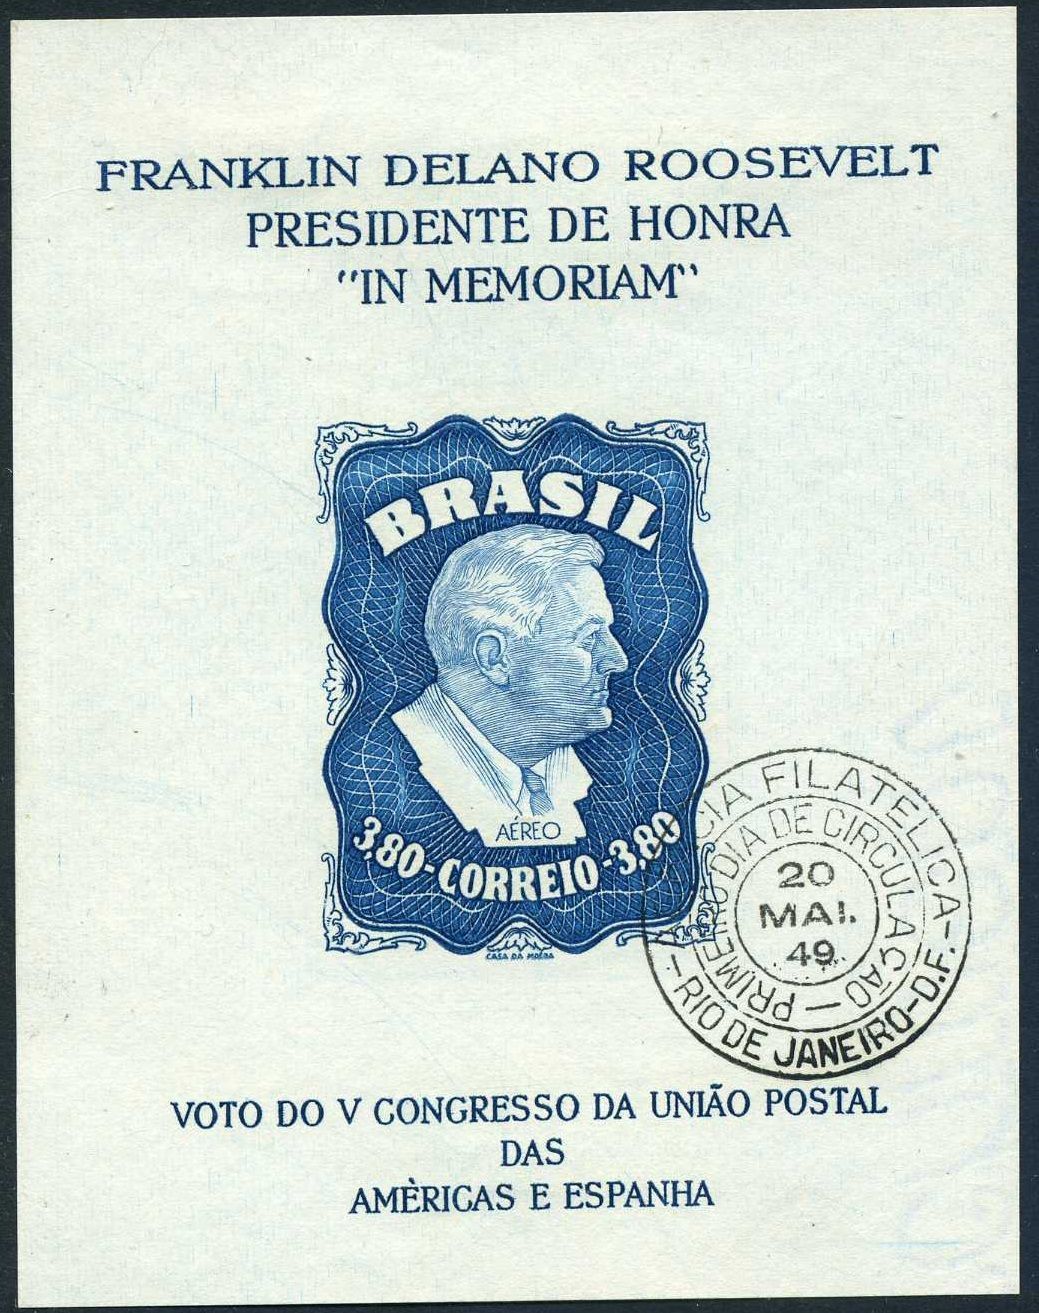 FRANKLIN DELANO ROOSEVELT
PRESIDENTE DE HONRA
"IN MEMORIAM"
BRASIL
AÉREO
3,80-CORREIO-3,80
CASA DA MOEDA
FILATELICA
PRIMEIRO DIA DE CIRCULAÇÃO
20
MAI.
49
RIO DE JANEIRO-D.F.
VOTO DO V CONGRESSO DA UNIÃO POSTAL
DAS
AMÈRICAS E ESPANHA